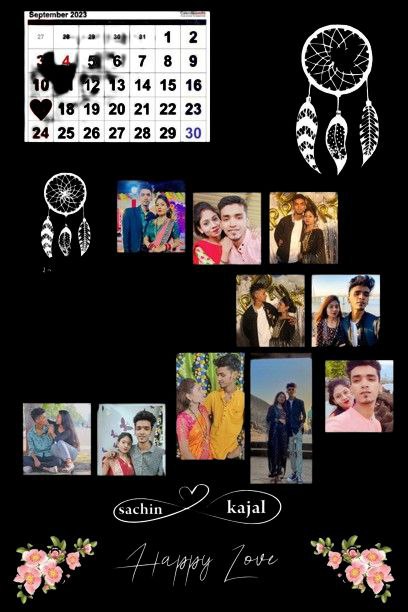 September 2023
27 28 30 31 1 2
3 4 5 6 7 8 9
10 12 13 14 15 16
18 19 20 21 22 23
24 25 26 27 28 29 30
sachin kajal
Happy Love